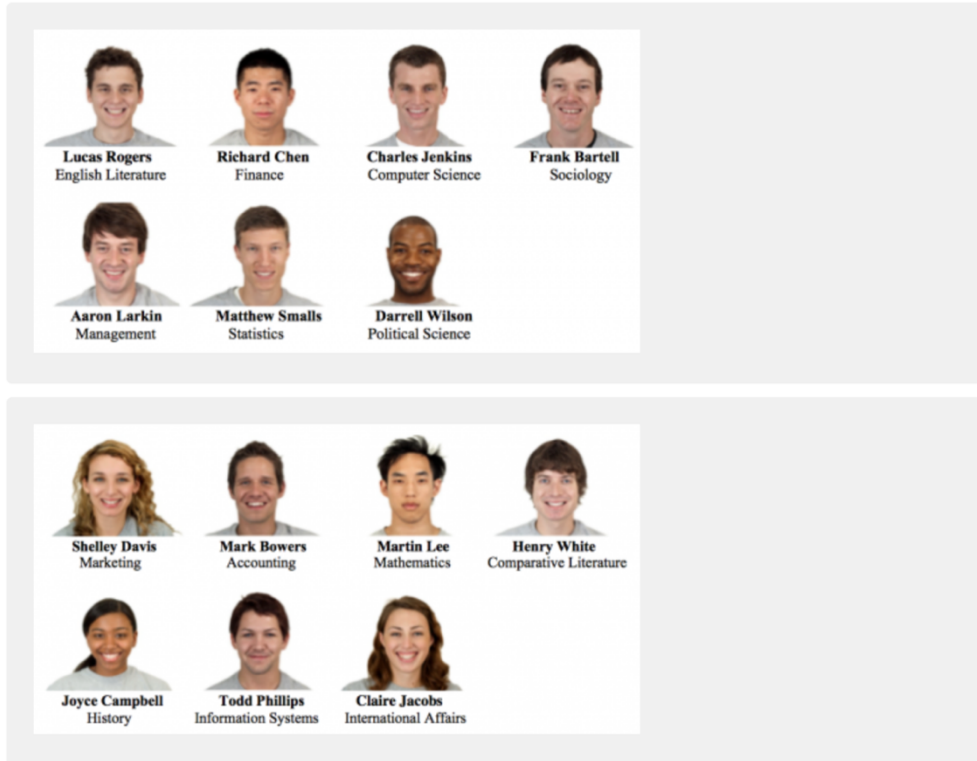 Lucas Rogers Richard Chen Charles Jenkins Frank Bartell
English Literature Finance Computer Science Sociology
Aaron Larkin Matthew Smalls Darrell Wilson
Management Statistics Political Science
Shelley Davis Mark Bowers Martin Lee Henry White
Marketing Accounting Mathematics Comparative Literature
Joyce Campbell Todd Phillips Claire Jacobs
History Information Systems International Affairs